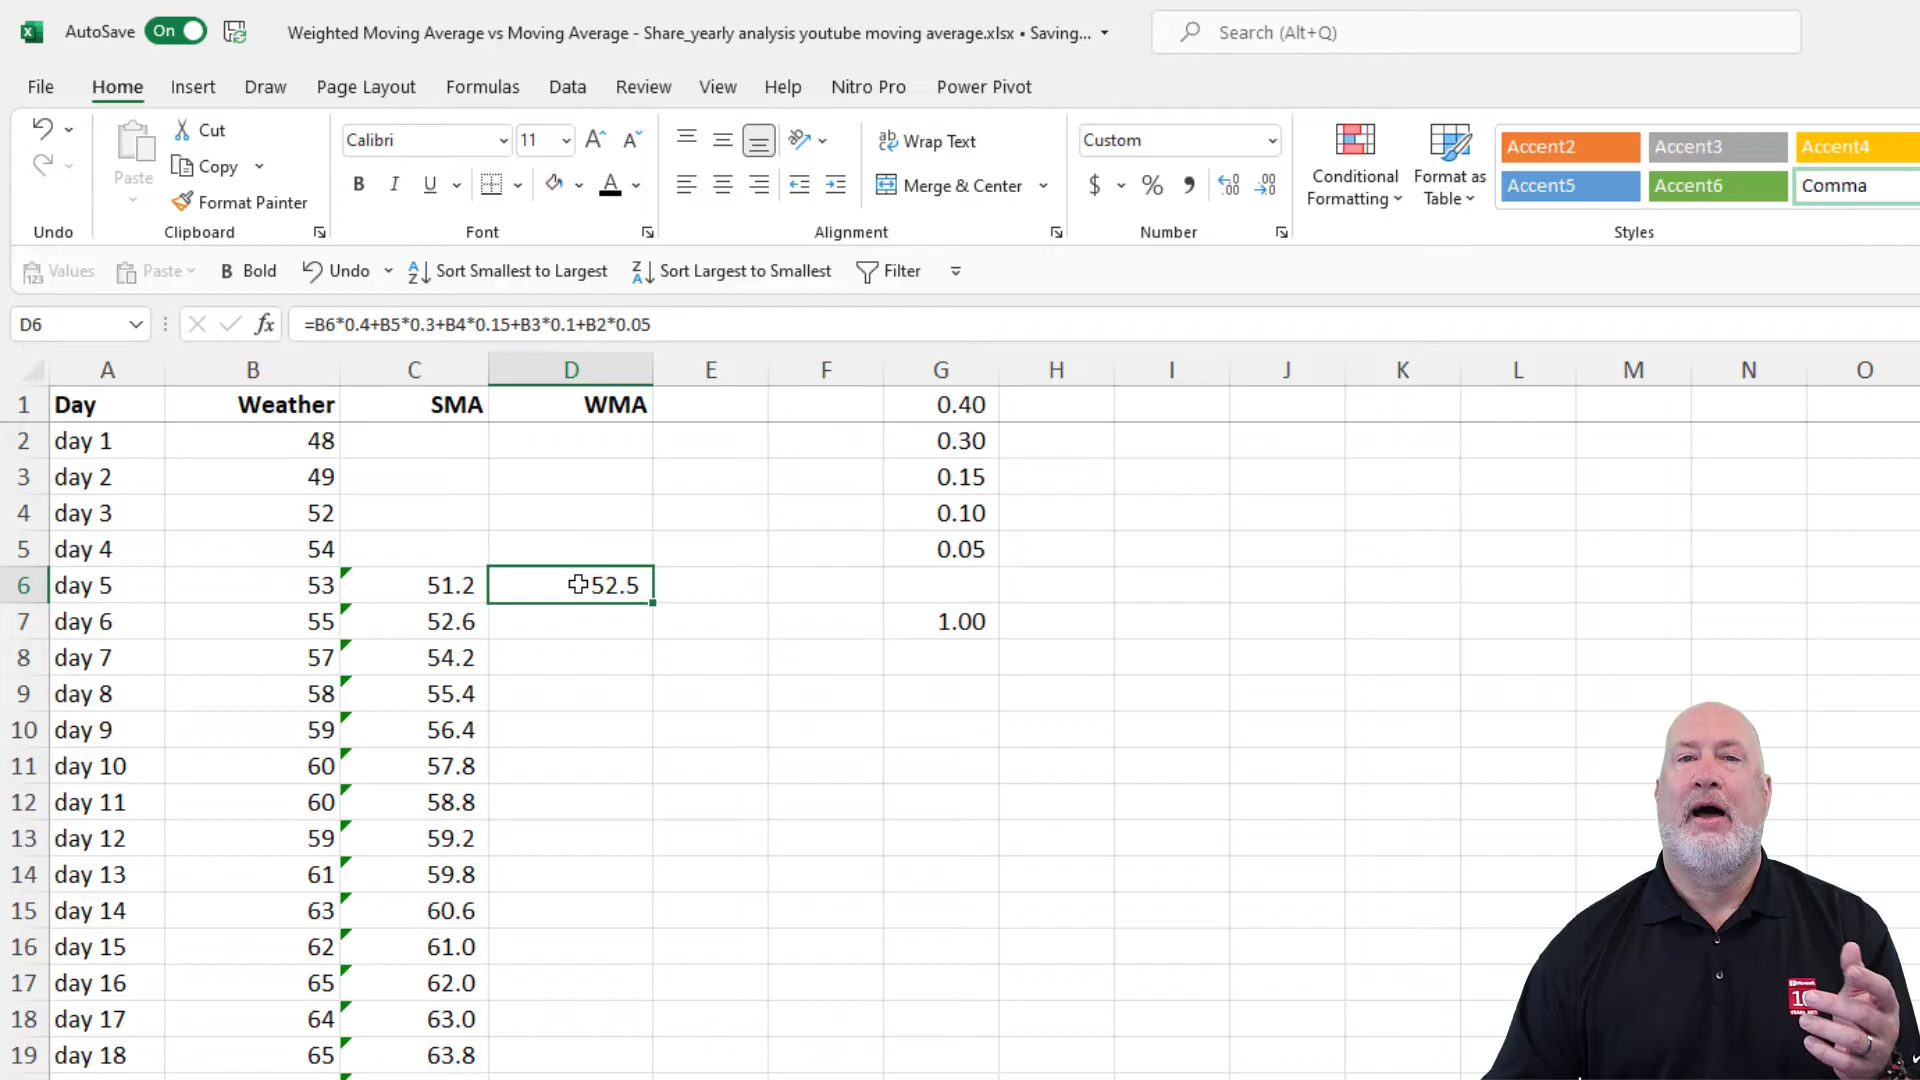 AutoSave On Weighted Moving Average vs Moving Average - Share_yearly analysis youtube moving average.xlsx • Saving... Search (Alt+Q)
File Home Insert Draw Page Layout Formulas Data Review View Help Nitro Pro Power Pivot
Paste Cut Copy Format Painter
Calibri 11
B I U A
Wrap Text
Merge & Center
Custom
$ % 9 .00 .00
Conditional Formatting
Format as Table
Accent2 Accent3 Accent4
Accent5 Accent6 Comma
Undo Clipboard Font Alignment Number Styles
Values Paste B Bold Undo Sort Smallest to Largest Sort Largest to Smallest Filter
D6 fx =B6*0.4+B5*0.3+B4*0.15+B3*0.1+B2*0.05
A B C D E F G H I J K L M N O
1 Day Weather SMA WMA 0.40
2 day 1 48 0.30
3 day 2 49 0.15
4 day 3 52 0.10
5 day 4 54 0.05
6 day 5 53 51.2 52.5
7 day 6 55 52.6 1.00
8 day 7 57 54.2
9 day 8 58 55.4
10 day 9 59 56.4
11 day 10 60 57.8
12 day 11 60 58.8
13 day 12 59 59.2
14 day 13 61 59.8
15 day 14 63 60.6
16 day 15 62 61.0
17 day 16 65 62.0
18 day 17 64 63.0
19 day 18 65 63.8